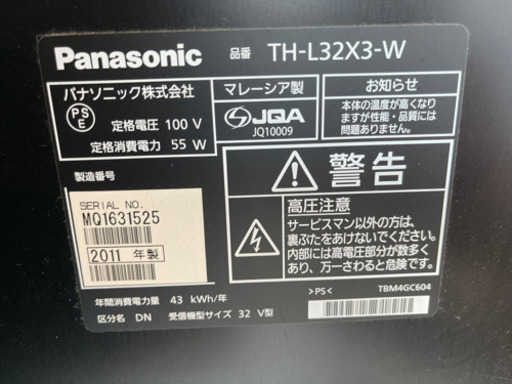 Panasonic 品番 TH-L32X3-W
パナソニック株式会社
PS
E
定格電圧 100 V
定格消費電力 55 W
マレーシア製
JQA
JQ10009
お知らせ
本体の温度が高くなり
ますが性能・品質には
問題ありません。
警告
高圧注意
サービスマン以外の方は、
裏ぶたをあけないでください。
内部には高電圧部分が数多く
あり、万一さわると危険です。
製造番号
SERIAL NO.
MQ1631525
2011 年製
年間消費電力量 43 kWh/年
区分名 DN 受信機型サイズ 32 V型
>PS<
TBM4GC604